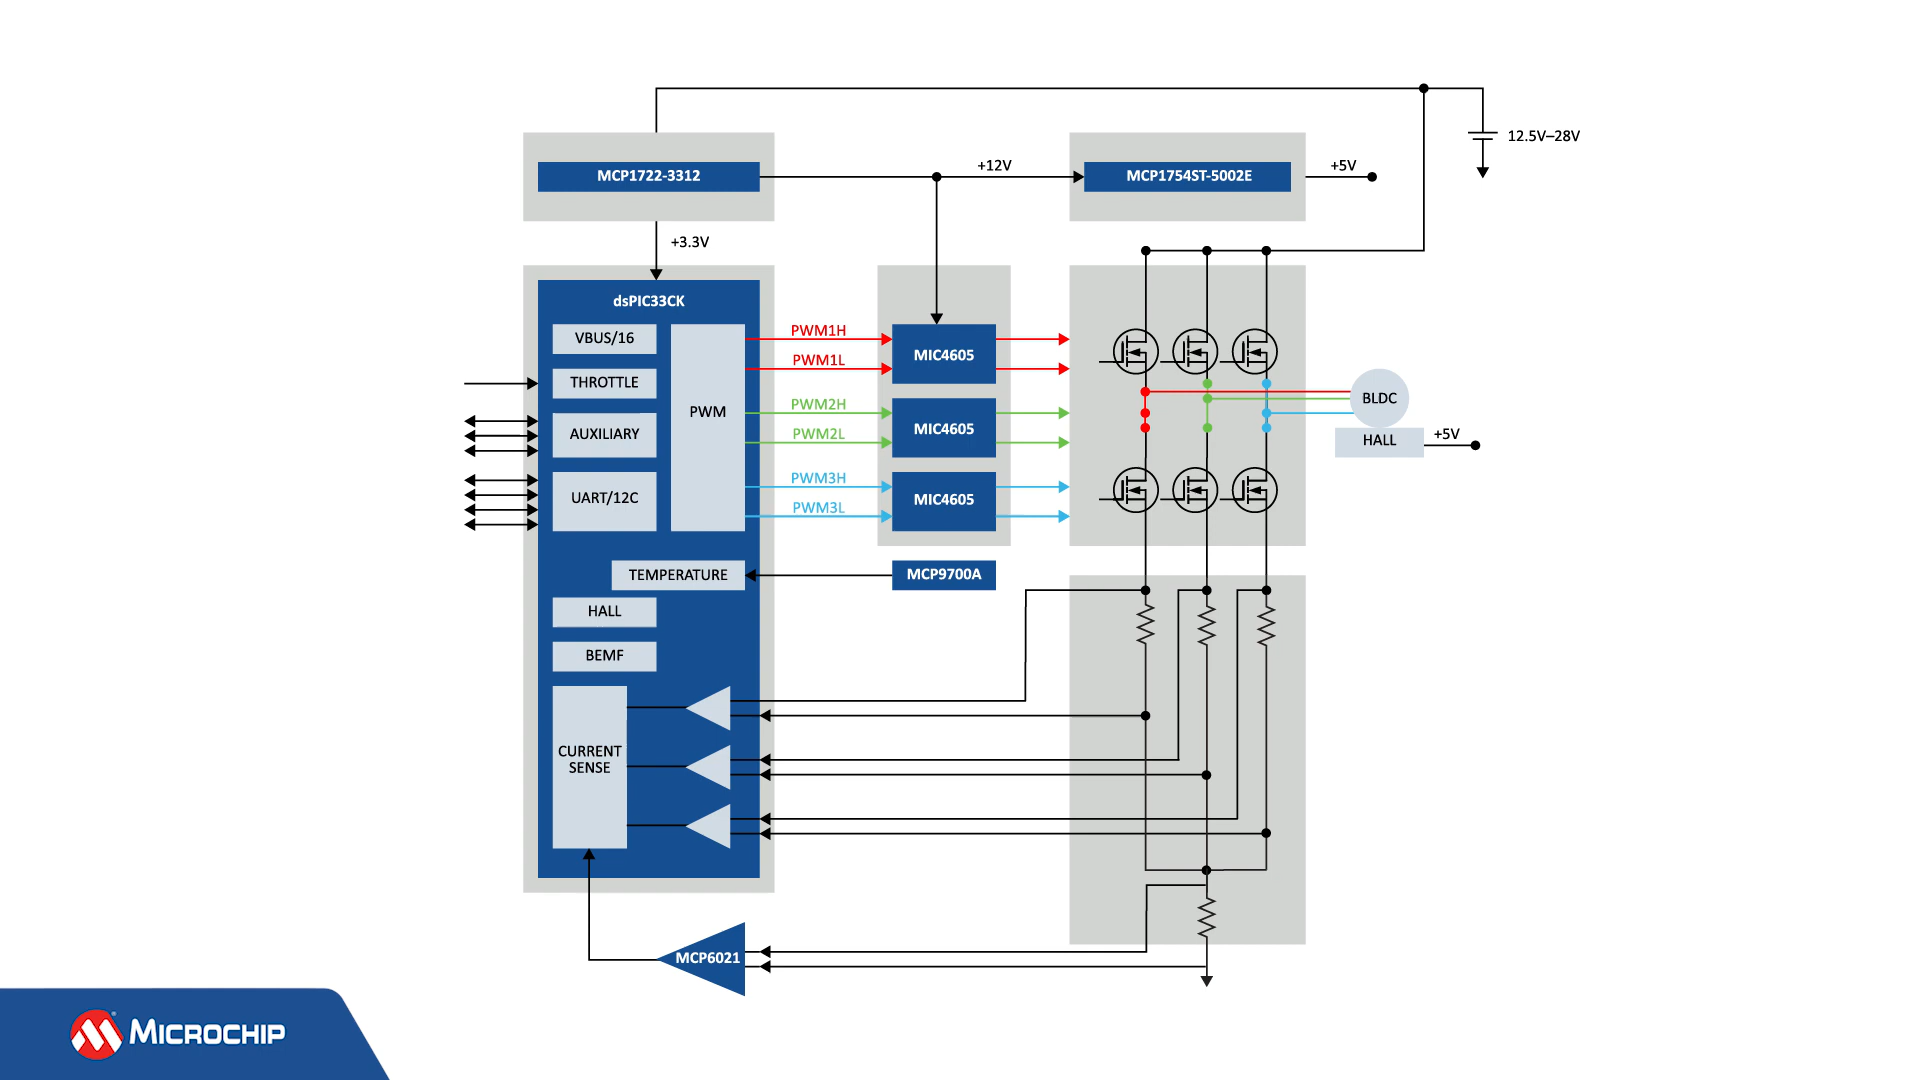 12.5V–28V
MCP1722-3312
+12V
MCP1754ST-5002E
+5V
+3.3V
dsPIC33CK
VBUS/16
THROTTLE
AUXILIARY
UART/12C
PWM
PWM1H
PWM1L
PWM2H
PWM2L
PWM3H
PWM3L
MIC4605
MIC4605
MIC4605
BLDC
HALL
+5V
TEMPERATURE
MCP9700A
HALL
BEMF
CURRENT
SENSE
MCP6021
MICROCHIP